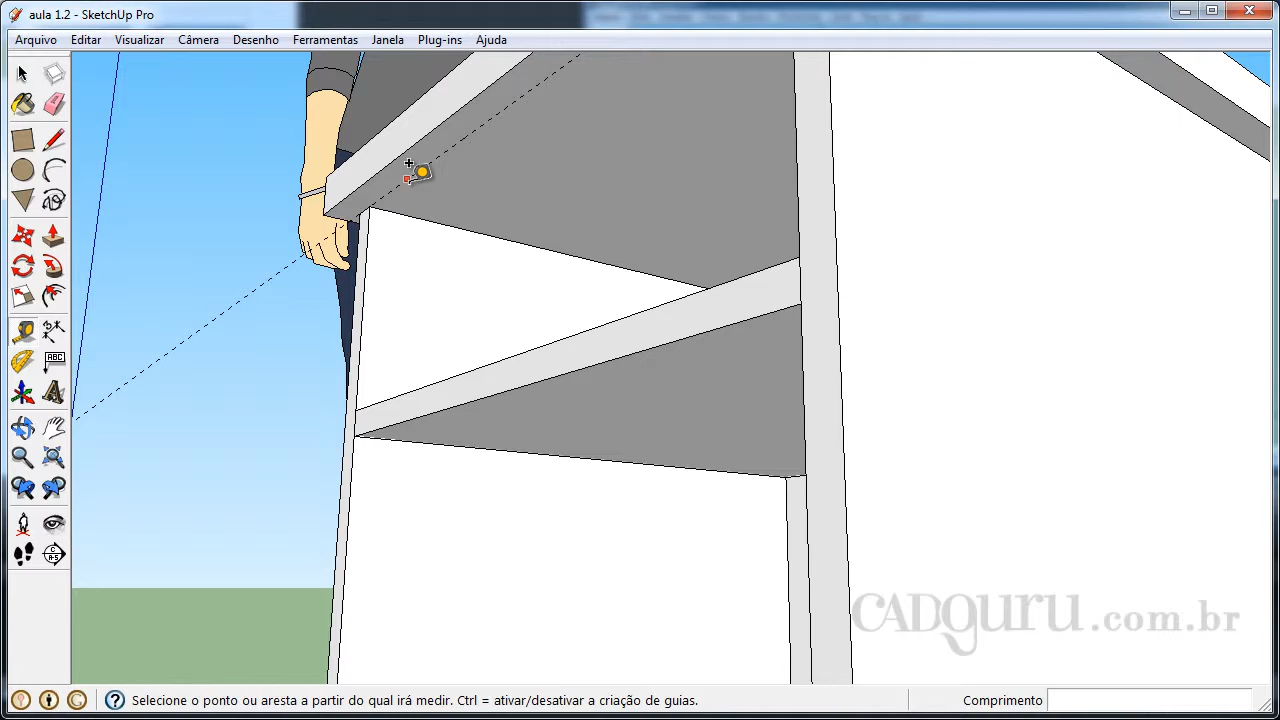 aula 1.2 - SketchUp Pro
Arquivo Editar Visualizar Câmera Desenho Ferramentas Janela Plug-ins Ajuda
ABC
CADGURU.com.br
Selecione o ponto ou aresta a partir do qual irá medir. Ctrl = ativar/desativar a criação de guias.
Comprimento